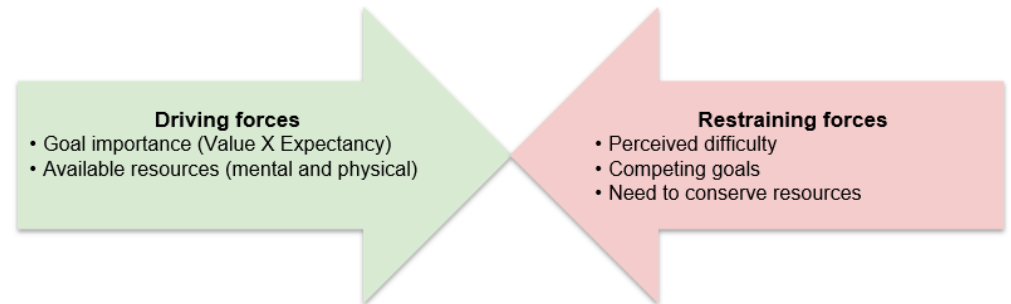 Driving forces
• Goal importance (Value X Expectancy)
• Available resources (mental and physical)
Restraining forces
• Perceived difficulty
• Competing goals
• Need to conserve resources